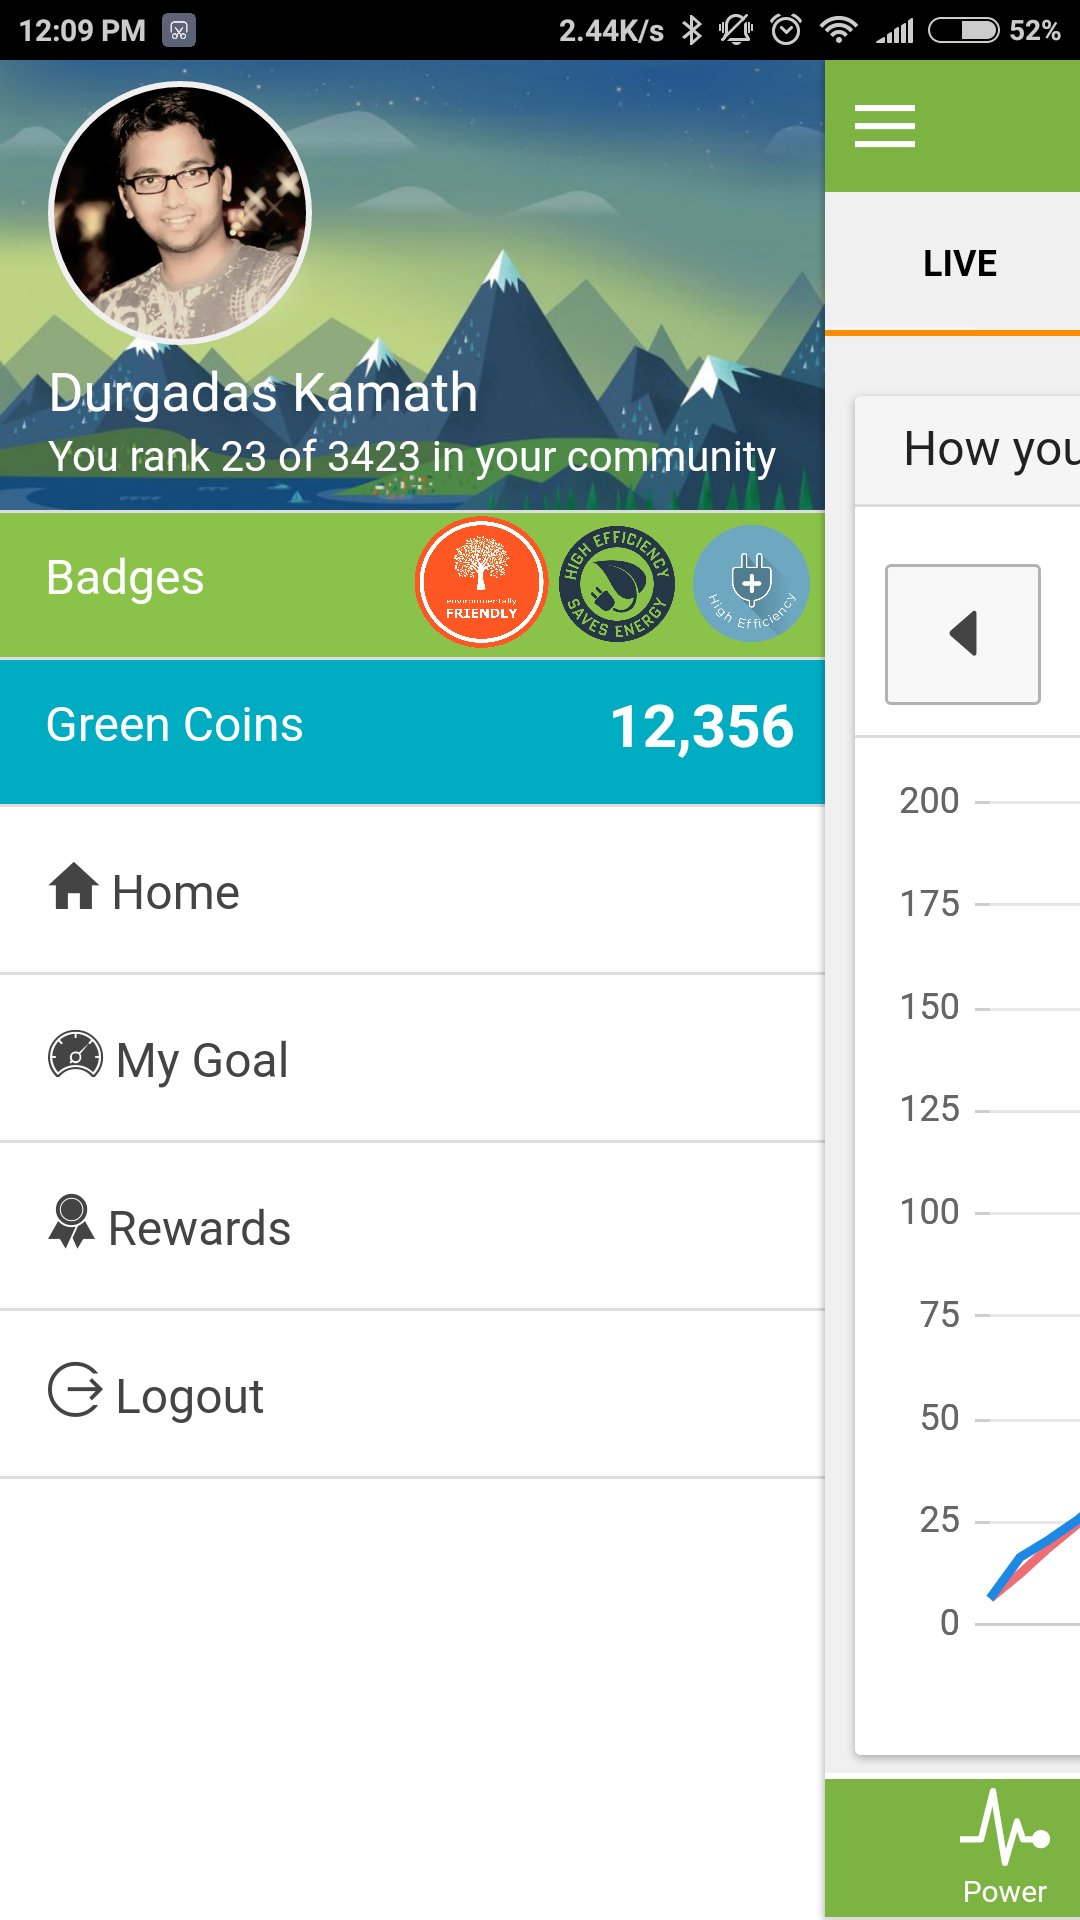 12:09 PM
2.44K/s
52%
LIVE
Durgadas Kamath
You rank 23 of 3423 in your community
How you
Badges
environmentally
FRIENDLY
HIGH EFFICIENCY
SAVES ENERGY
High Efficiency
Green Coins
12,356
Home
My Goal
Rewards
Logout
200
175
150
125
100
75
50
25
0
Power